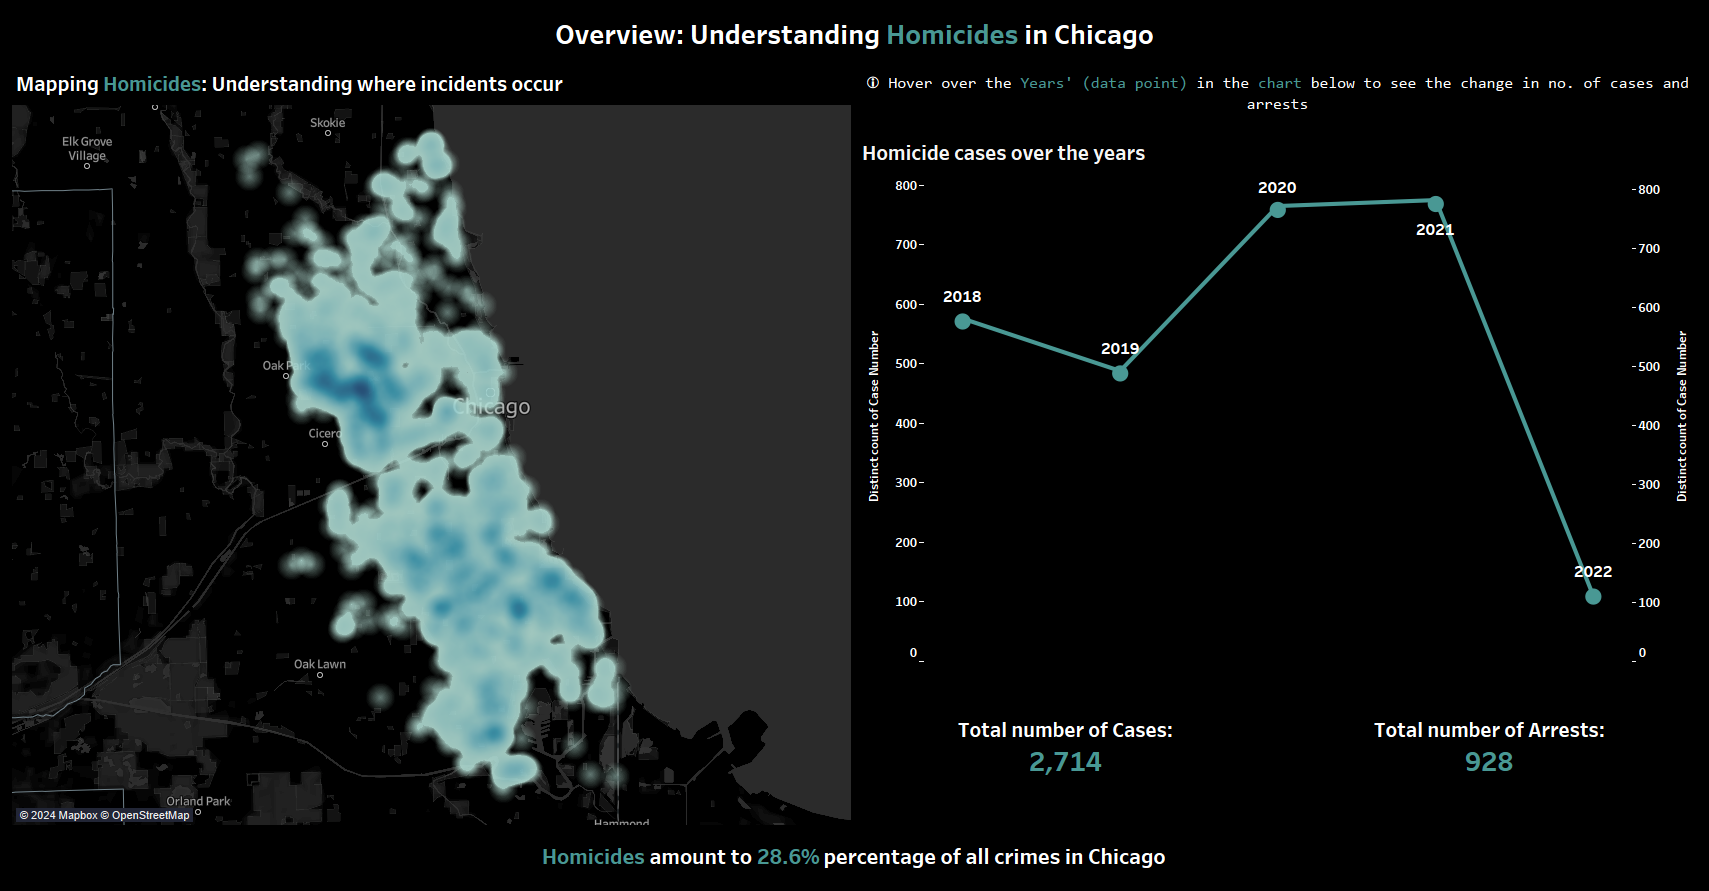 Overview: Understanding Homicides in Chicago
Mapping Homicides: Understanding where incidents occur
Skokie
Elk Grove
Village
Oak Park
Chicago
Cicero
Oak Lawn
Orland Park
Hammond
© 2024 Mapbox © OpenStreetMap
🛈 Hover over the Years' (data point) in the chart below to see the change in no. of cases and
arrests
Homicide cases over the years
Distinct count of Case Number
800
700
600
500
400
300
200
100
0
2018
2019
2020
2021
2022
800
700
600
500
400
300
200
100
0
Distinct count of Case Number
Total number of Cases:
2,714
Total number of Arrests:
928
Homicides amount to 28.6% percentage of all crimes in Chicago